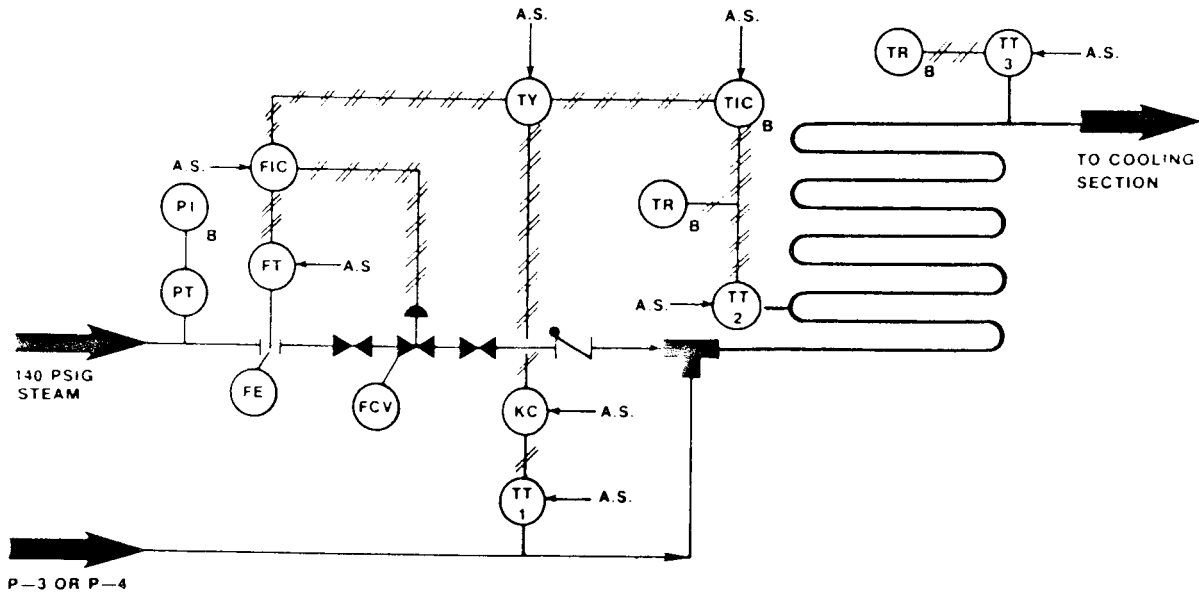 A.S.
A.S.
TR
B
TT
3
A.S.
TY
TIC
B
A.S.
FIC
PI
B
TR
B
FT
A.S
PT
A.S.
TT
2
TO COOLING
SECTION
140 PSIG
STEAM
FE
FCV
KC
A.S.
TT
1
A.S.
P—3 OR P—4